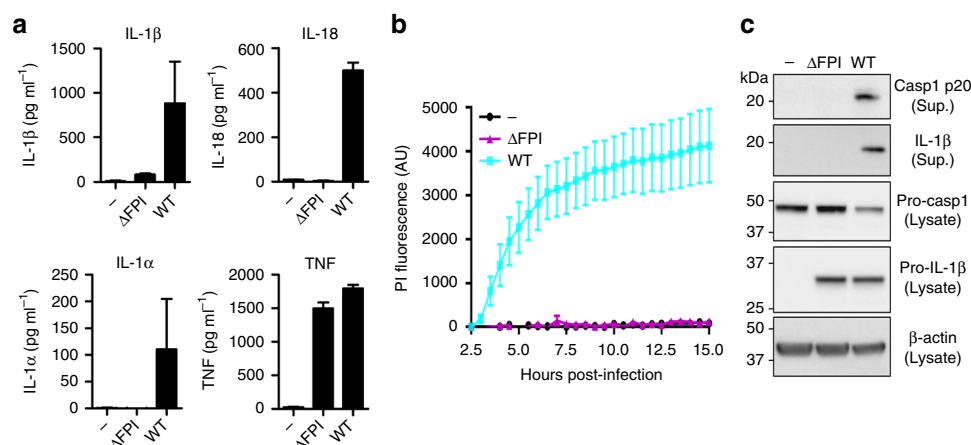 a
IL-1β
IL-1β (pg ml⁻¹)
1500
1000
500
0
– ΔFPI WT
IL-18
IL-18 (pg ml⁻¹)
600
400
200
0
– ΔFPI WT
IL-1α
IL-1α (pg ml⁻¹)
250
200
150
100
50
0
– ΔFPI WT
TNF
TNF (pg ml⁻¹)
2000
1500
1000
500
0
– ΔFPI WT
b
PI fluorescence (AU)
5000
4000
3000
2000
1000
0
–
ΔFPI
WT
2.5 5.0 7.5 10.0 12.5 15.0
Hours post-infection
c
– ΔFPI WT
kDa
20
Casp1 p20
(Sup.)
20
IL-1β
(Sup.)
50
37
Pro-casp1
(Lysate)
37
25
Pro-IL-1β
(Lysate)
50
37
β-actin
(Lysate)